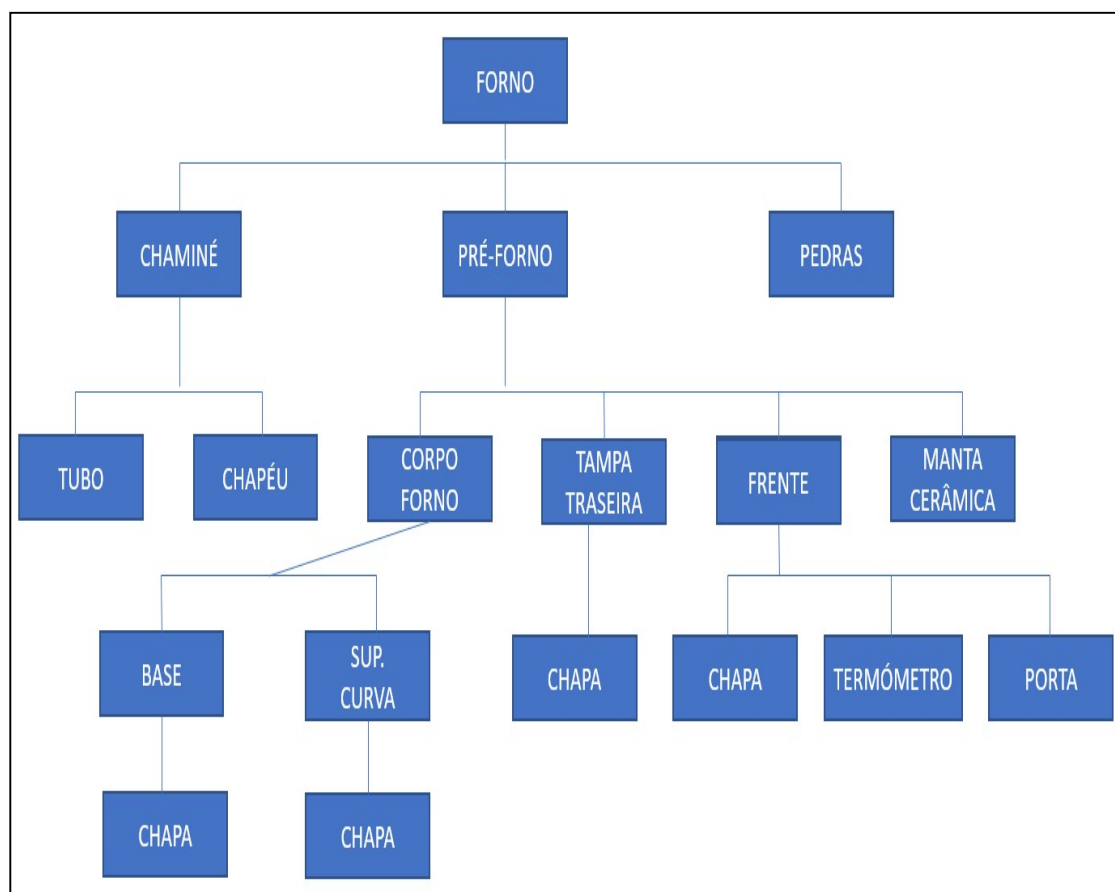 FORNO
CHAMINÉ
PRÉ-FORNO
PEDRAS
TUBO
CHAPÉU
CORPO
FORNO
TAMPA
TRASEIRA
FRENTE
MANTA
CERÂMICA
BASE
SUP.
CURVA
CHAPA
CHAPA
TERMÓMETRO
PORTA
CHAPA
CHAPA